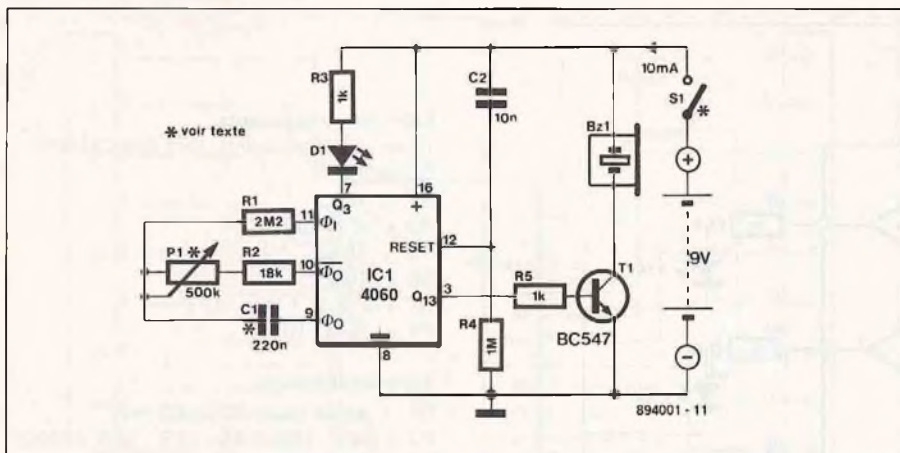 R3
1k
C2
10n
10mA
S1
*
Bz1
* voir texte
D1
7
16
Q3
+
R1
2M2
11
Φ1
RESET
12
P1 *
R2
10
Φ0
18k
500k
IC1
4060
R5
T1
9V
3
Q13
1k
C1
9
Φ0
*
220n
R4
1M
BC547
8
894001 - 11